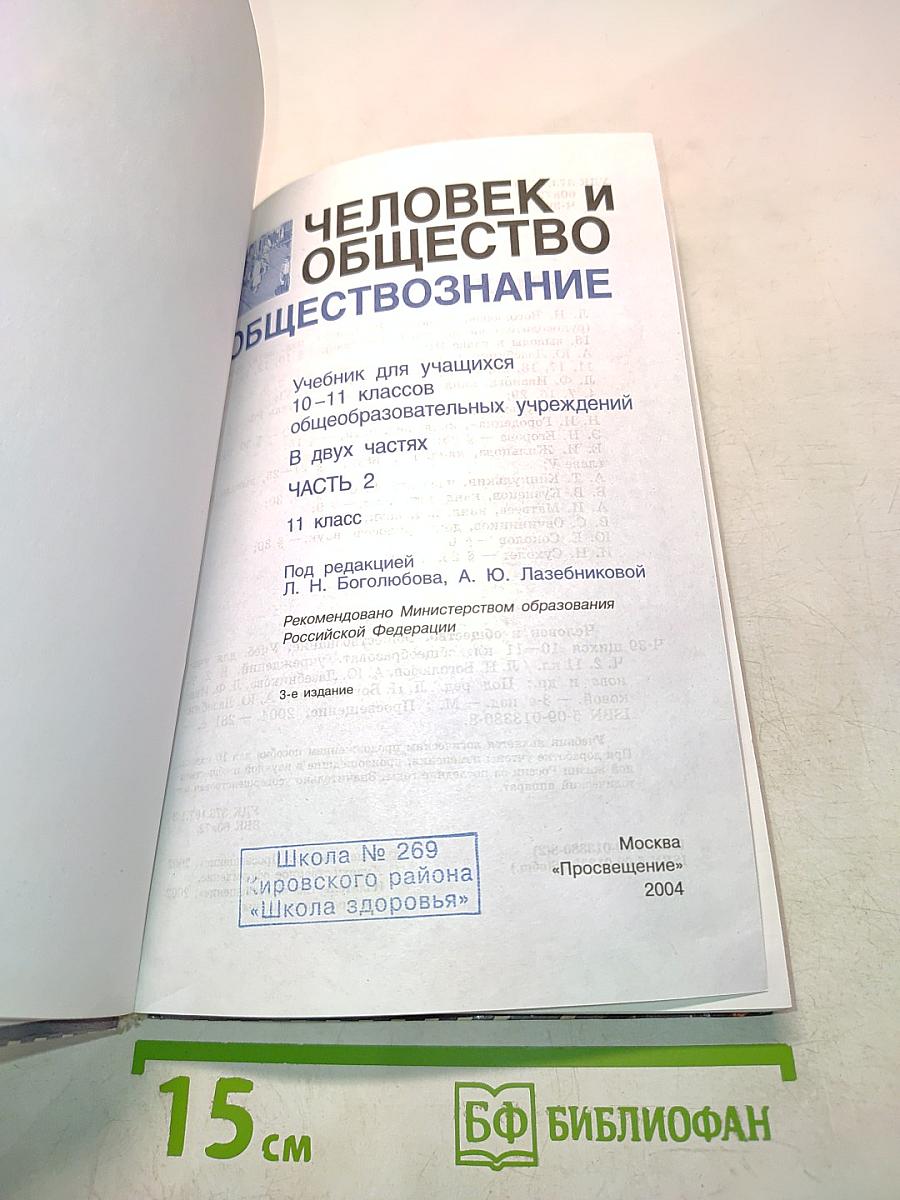 ЧЕЛОВЕК и
ОБЩЕСТВО
ОБЩЕСТВОЗНАНИЕ
Учебник для учащихся
10–11 классов
общеобразовательных учреждений
В двух частях
ЧАСТЬ 2
11 класс
Под редакцией
Л. Н. Боголюбова, А. Ю. Лазебниковой
Рекомендовано Министерством образования
Российской Федерации
3-е издание
Школа № 269
Кировского района
«Школа здоровья»
Москва
«Просвещение»
2004
15 см
БФ БИБЛИОФАН